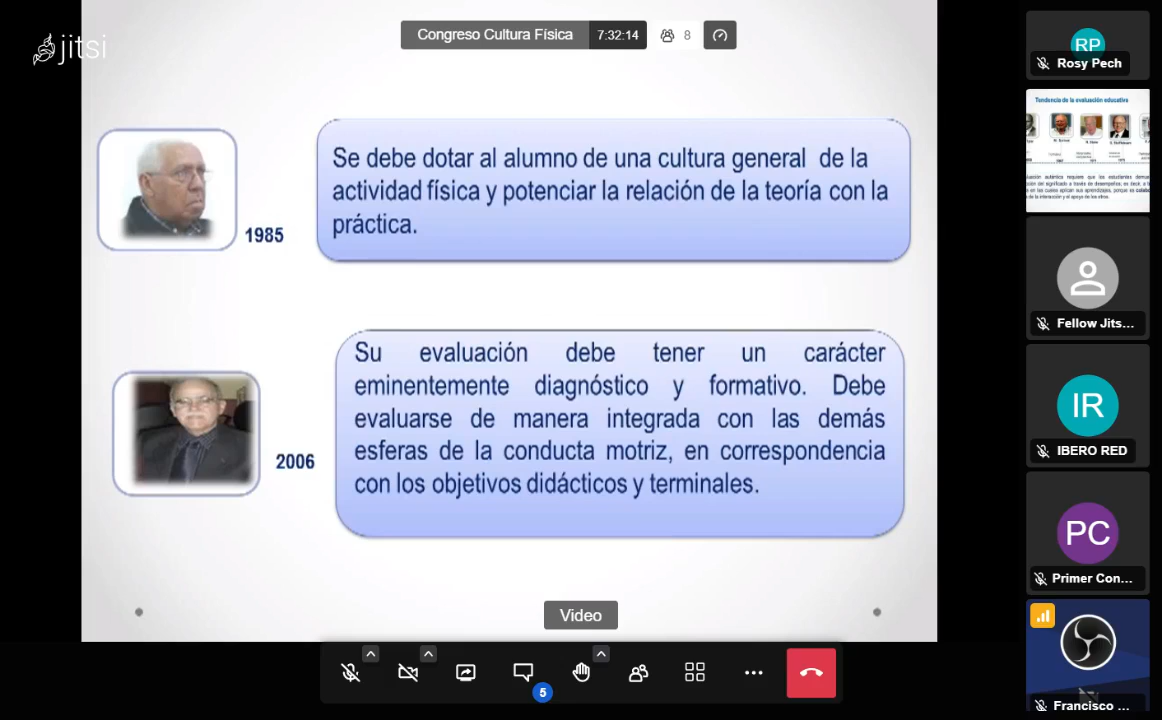 jitsi
Congreso Cultura Física 7:32:14 8
Se debe dotar al alumno de una cultura general de la
actividad física y potenciar la relación de la teoría con la
práctica.
1985
Su evaluación debe tener un carácter
eminentemente diagnóstico y formativo. Debe
evaluarse de manera integrada con las demás
esferas de la conducta motriz, en correspondencia
con los objetivos didácticos y terminales.
2006
Video
5
RP
Rosy Pech
Tendencia de la evaluación educativa
Fellow Jits...
IR
IBERO RED
PC
Primer Con...
Francisco ...